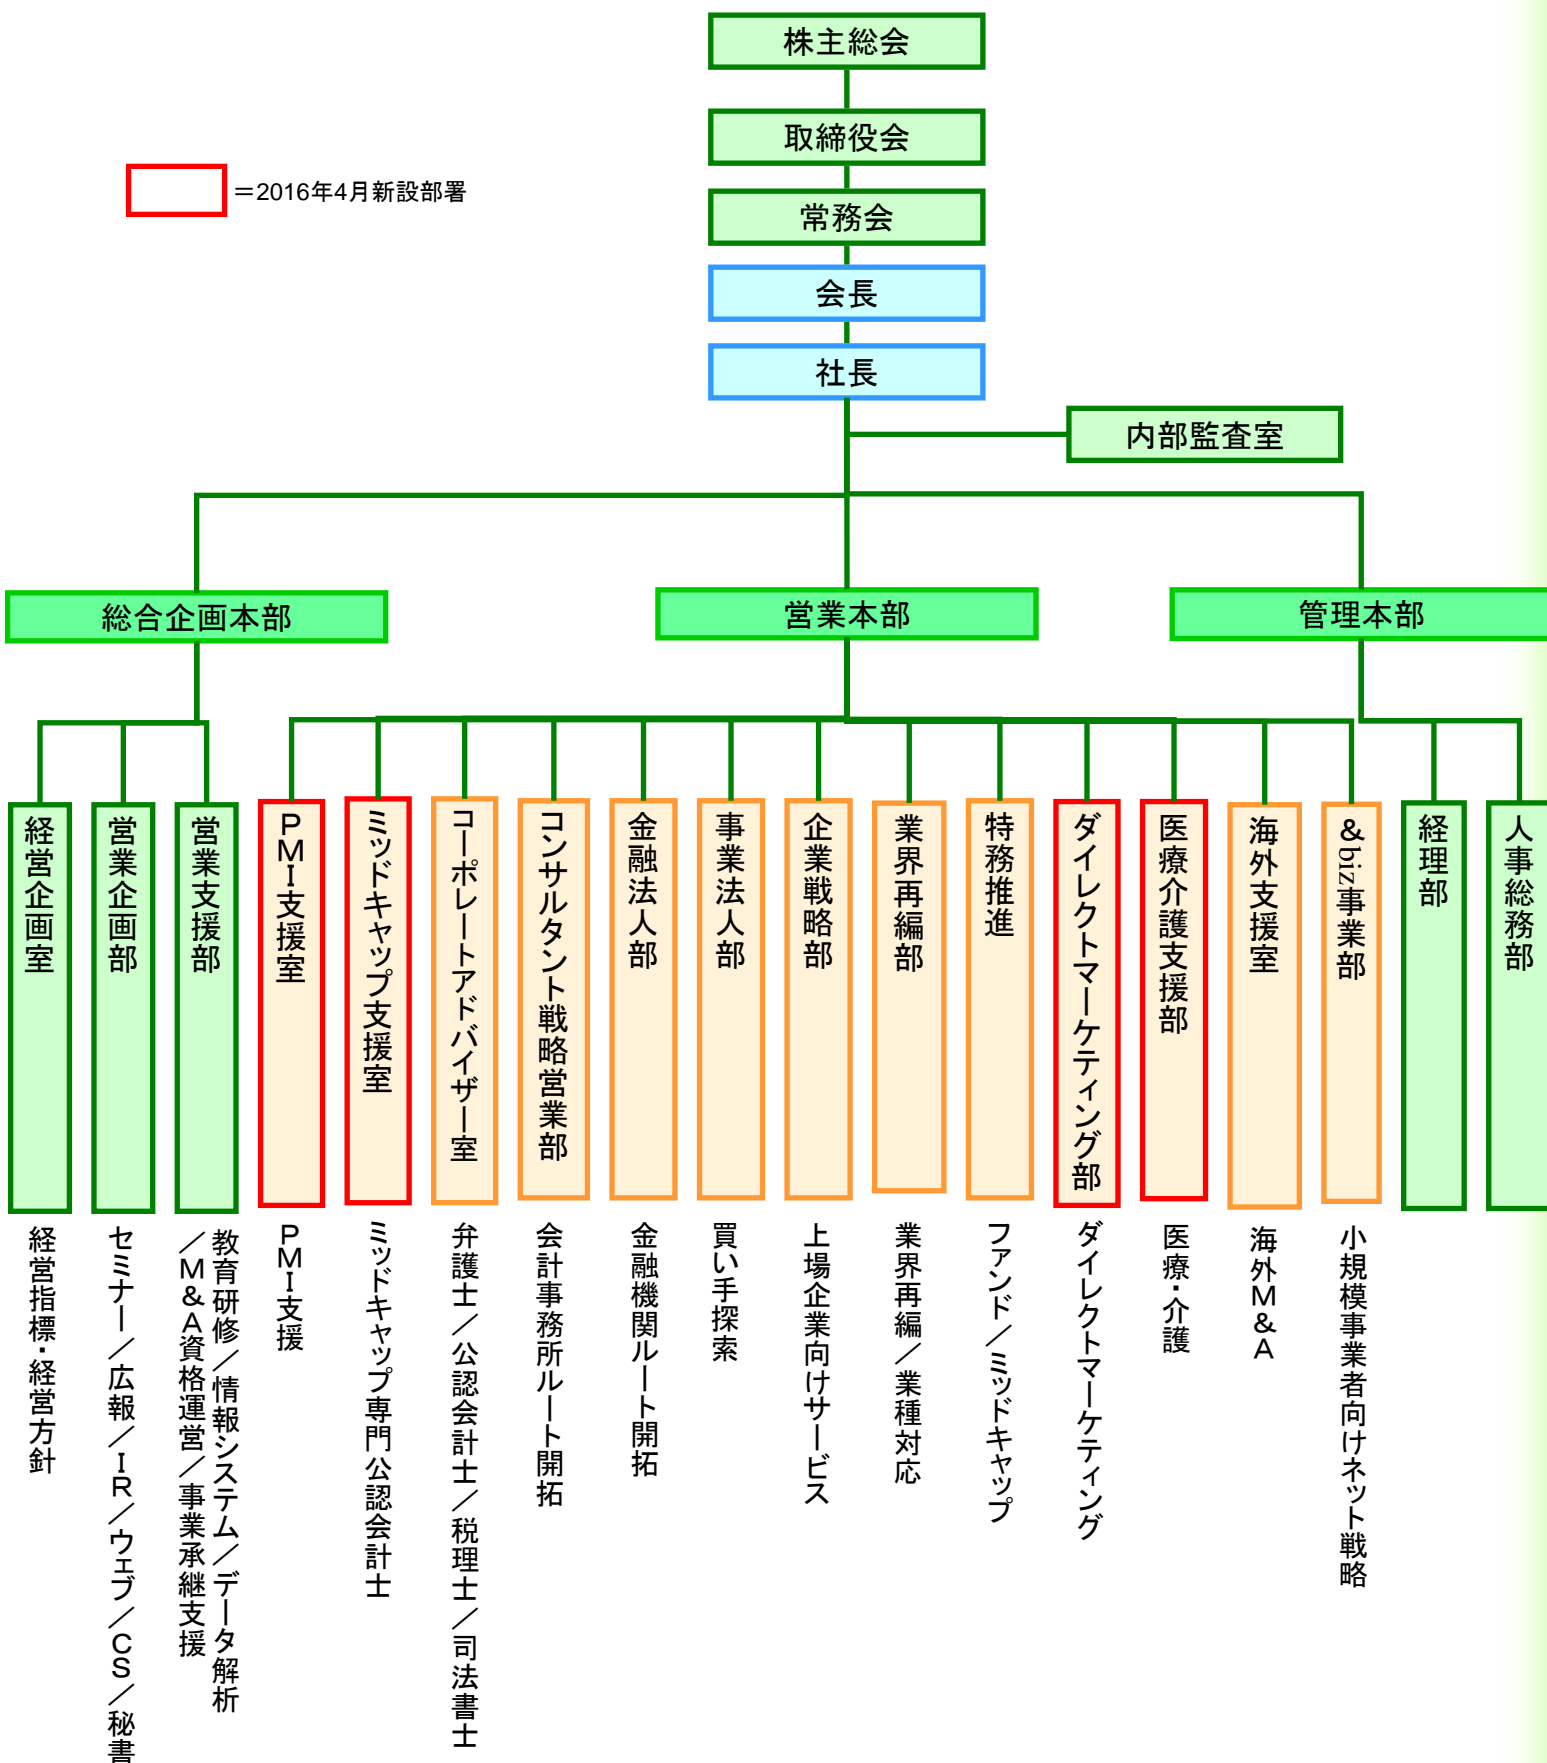 株主総会
取締役会
＝2016年4月新設部署
常務会
会長
社長
内部監査室
総合企画本部
営業本部
管理本部
経営企画室
営業企画部
営業支援部
ＰＭＩ支援室
ミッドキャップ支援室
コーポレートアドバイザー室
コンサルタント戦略営業部
金融法人部
事業法人部
企業戦略部
業界再編部
特務推進
ダイレクトマーケティング部
医療介護支援部
海外支援室
＆biz事業部
経理部
人事総務部
経営指標・経営方針
セミナー／広報／ＩＲ／ウェブ／ＣＳ／秘書
教育研修／情報システム／データ解析
／Ｍ＆Ａ資格運営／事業承継支援
ＰＭＩ支援
ミッドキャップ専門公認会計士
弁護士／公認会計士／税理士／司法書士
会計事務所ルート開拓
金融機関ルート開拓
買い手探索
上場企業向けサービス
業界再編／業種対応
ファンド／ミッドキャップ
ダイレクトマーケティング
医療・介護
海外Ｍ＆Ａ
小規模事業者向けネット戦略